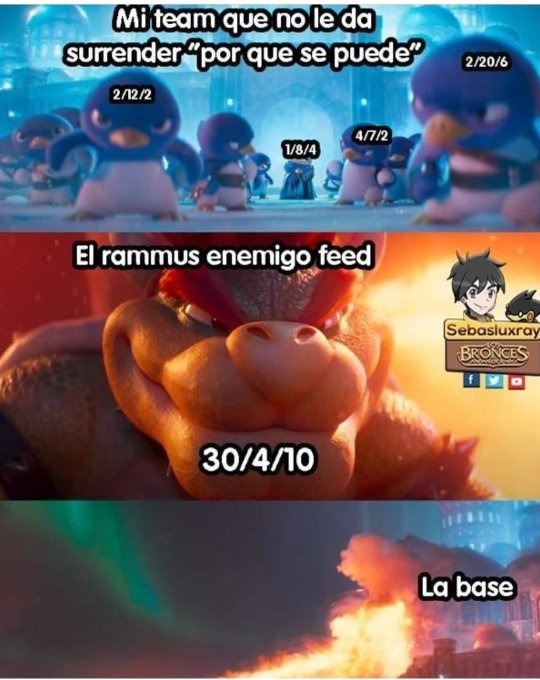 Mi team que no le da
surrender "por que se puede"
2/20/6
2/12/2
4/7/2
1/8/4
El rammus enemigo feed
Sebasluxray
LOS
BRONCES
30/4/10
La base